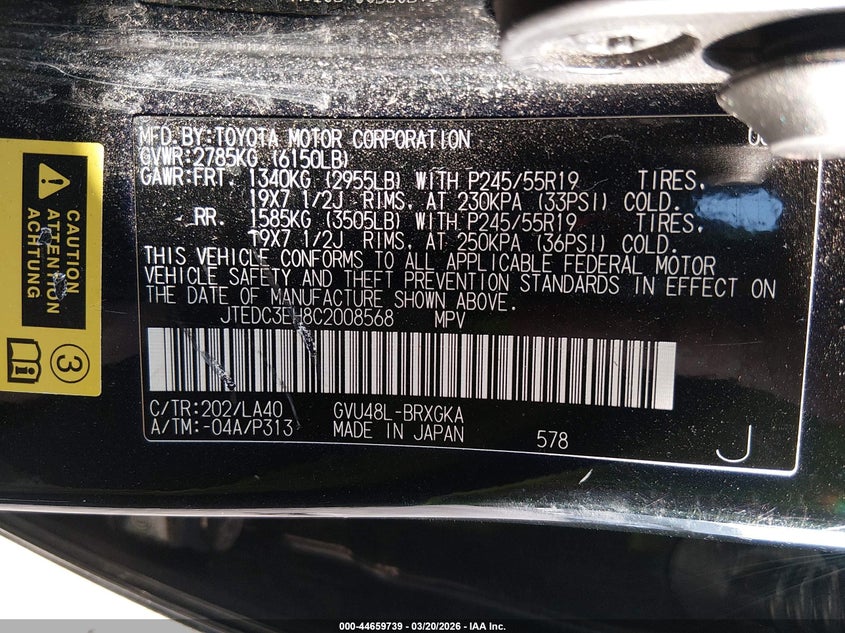 MFD.BY:TOYOTA MOTOR CORPORATION
GVWR:2785KG (6150LB)
GAWR:FRT. 1340KG (2955LB) WITH P245/55R19 TIRES,
19X7 1/2J RIMS, AT 230KPA (33PSI) COLD.
RR. 1585KG (3505LB) WITH P245/55R19 TIRES,
19X7 1/2J RIMS, AT 250KPA (36PSI) COLD.
THIS VEHICLE CONFORMS TO ALL APPLICABLE FEDERAL MOTOR
VEHICLE SAFETY AND THEFT PREVENTION STANDARDS IN EFFECT ON
THE DATE OF MANUFACTURE SHOWN ABOVE.
JTEDC3EH8C2008568 MPV
C/TR:202/LA40 GVU48L-BRXGKA
A/TM:-04A/P313 MADE IN JAPAN 578 J
CAUTION
ATTENTION
ACHTUNG
3
000-44659739 - 03/20/2026 - IAA Inc.